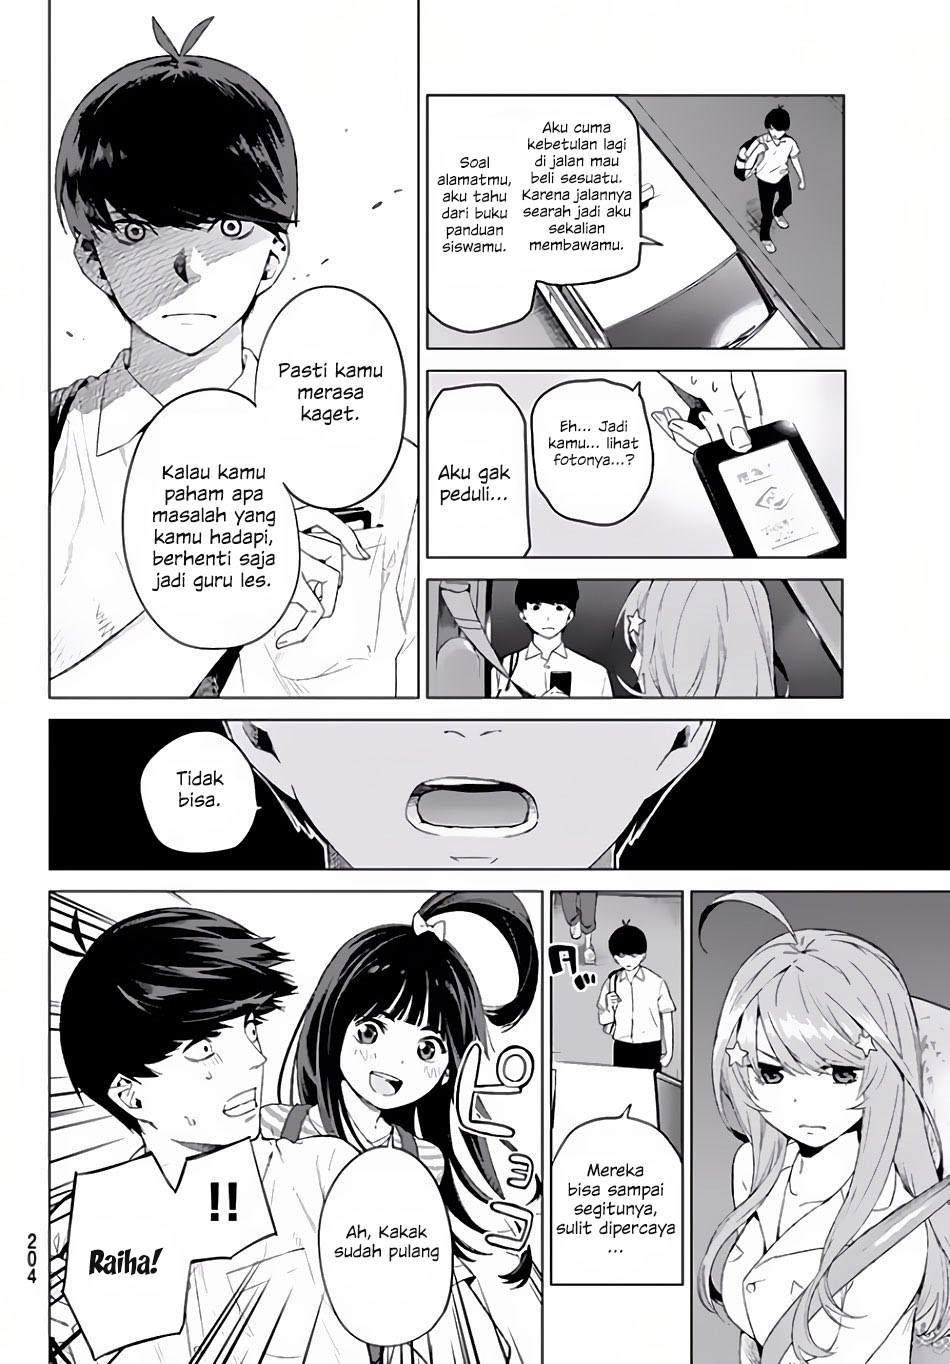 Aku cuma
kebetulan lagi
di jalan mau
beli sesuatu.
Karena jalannya
searah jadi aku
sekalian
membawamu.
Soal
alamatmu,
aku tahu
dari buku
panduan
siswamu.
Eh... Jadi
kamu... lihat
fotonya...?
Aku gak
peduli...
Pasti kamu
merasa
kaget.
Kalau kamu
paham apa
masalah yang
kamu hadapi,
berhenti saja
jadi guru les.
Tidak
bisa.
Mereka
bisa sampai
segitunya,
sulit dipercaya
...
ピョコ
Ah, Kakak
sudah pulang
!!
Raiha!
204